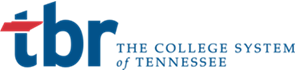 tbr
THE COLLEGE SYSTEM
of TENNESSEE